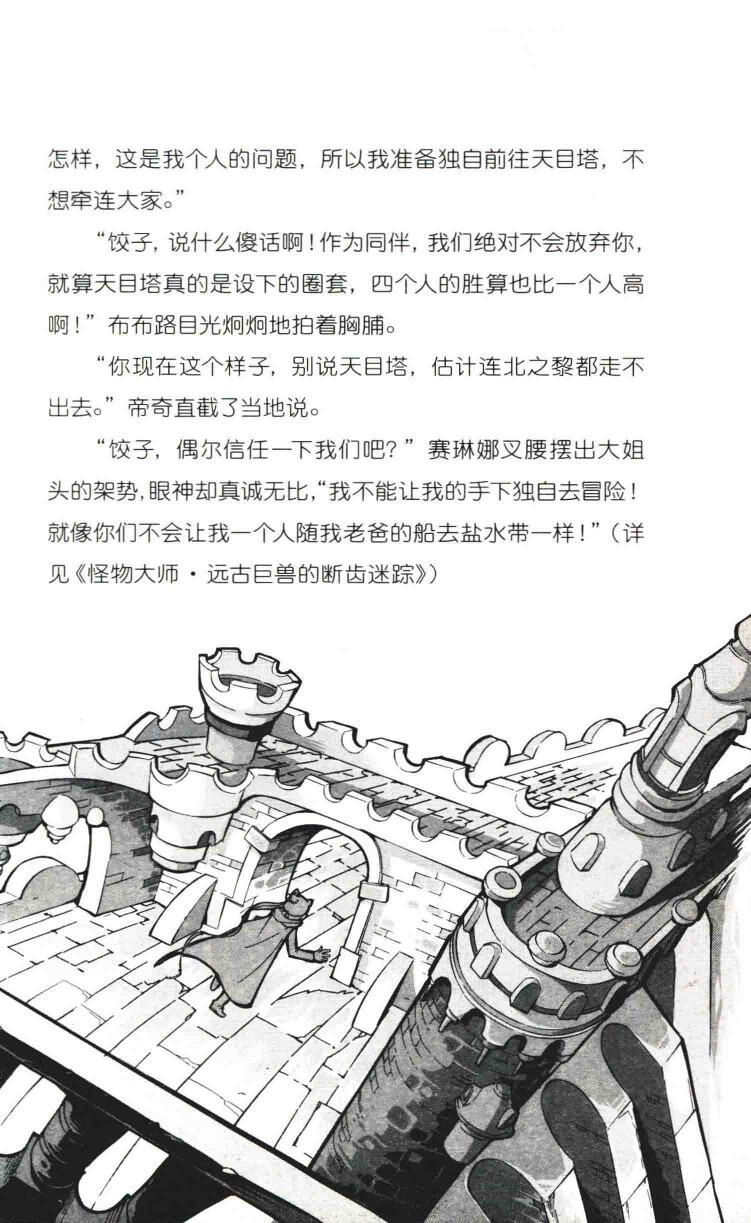 怎样，这是我个人的问题，所以我准备独自前往天目塔，不
想牵连大家。”
“饺子，说什么傻话啊！作为同伴，我们绝对不会放弃你，
就算天目塔真的是设下的圈套，四个人的胜算也比一个人高
啊！”布布路目光炯炯地拍着胸脯。
“你现在这个样子，别说天目塔，估计连北之黎都走不
出去。”帝奇直截了当地说。
“饺子，偶尔信任一下我们吧？”赛琳娜叉腰摆出大姐
头的架势，眼神却真诚无比，“我不能让我的手下独自去冒险！
就像你们不会让我一个人随我老爸的船去盐水带一样！”（详
见《怪物大师·远古巨兽的断齿迷踪》）